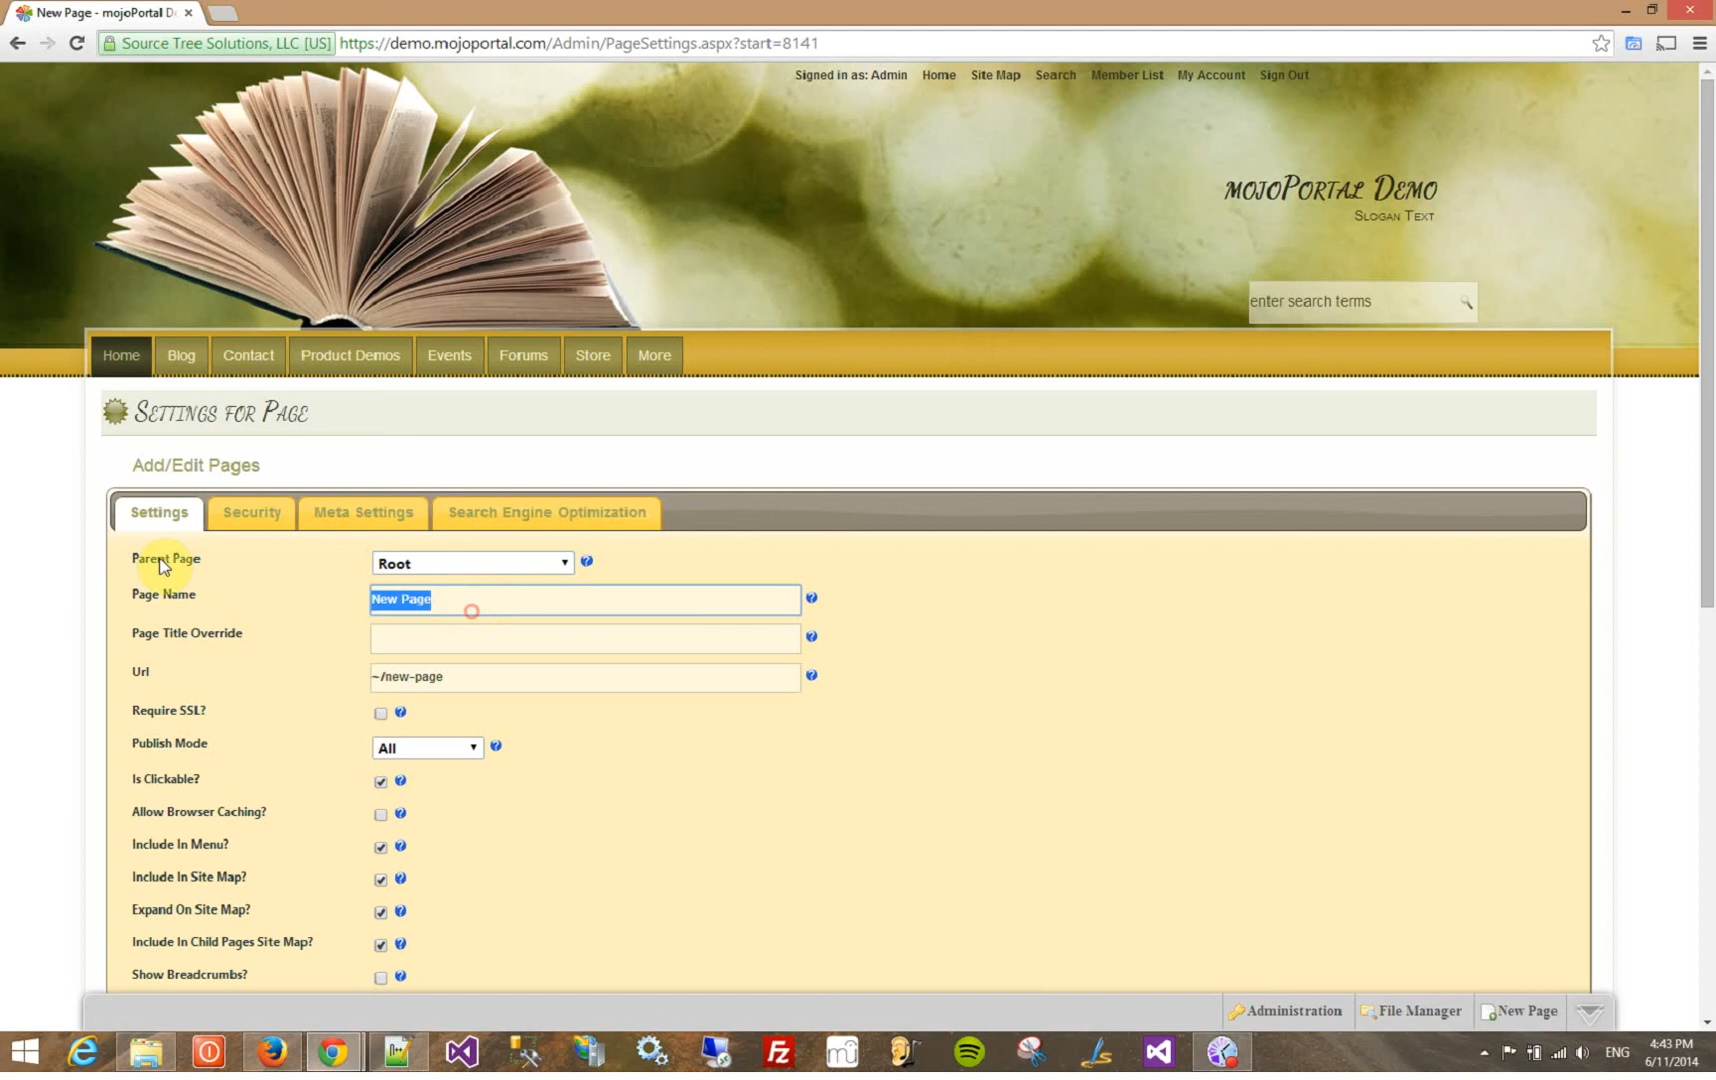 New Page - mojoPortal D
Source Tree Solutions, LLC [US] https://demo.mojoportal.com/Admin/PageSettings.aspx?start=8141
Signed in as: Admin Home Site Map Search Member List My Account Sign Out
mojoPortal Demo
Slogan Text
enter search terms
Home Blog Contact Product Demos Events Forums Store More
Settings for Page
Add/Edit Pages
Settings Security Meta Settings Search Engine Optimization
Parent Page Root
Page Name New Page
Page Title Override
Url ~/new-page
Require SSL?
Publish Mode All
Is Clickable?
Allow Browser Caching?
Include In Menu?
Include In Site Map?
Expand On Site Map?
Include In Child Pages Site Map?
Show Breadcrumbs?
Administration File Manager New Page
ENG 4:43 PM
6/11/2014